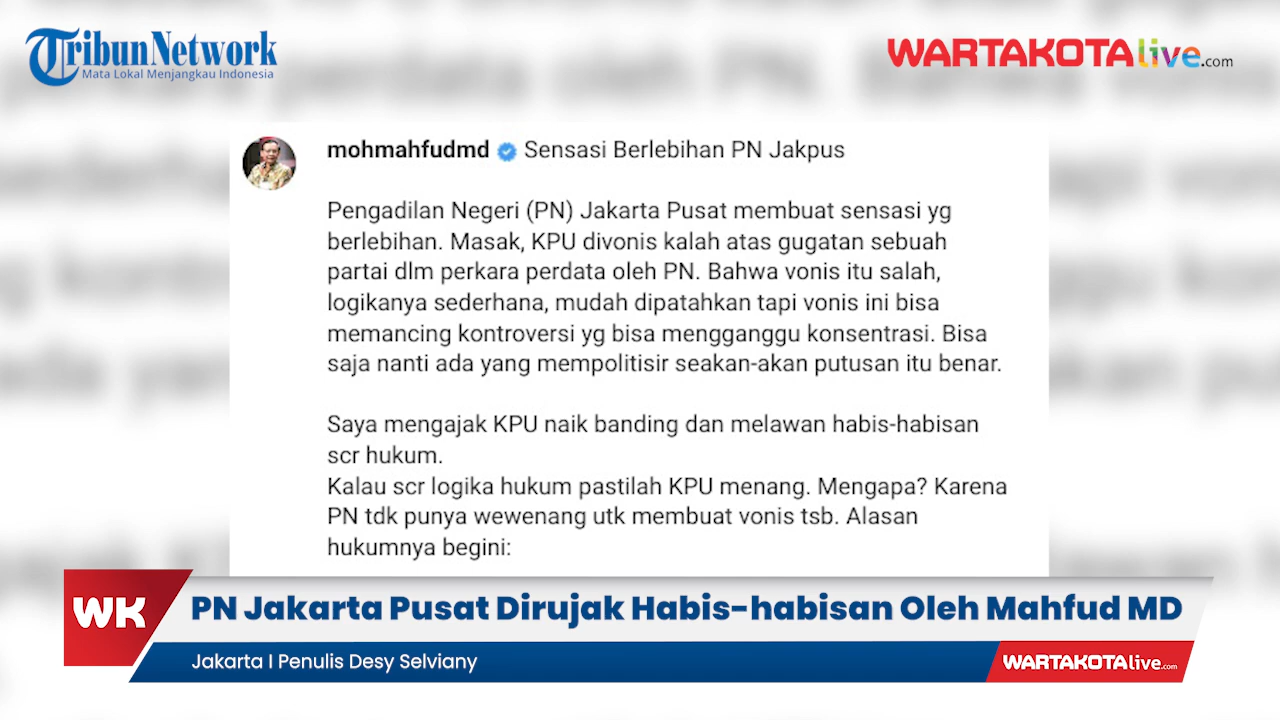 TribunNetwork
Mata Lokal Menjangkau Indonesia
WARTAKOTAlive.com
mohmahfudmd Sensasi Berlebihan PN Jakpus
Pengadilan Negeri (PN) Jakarta Pusat membuat sensasi yg
berlebihan. Masak, KPU divonis kalah atas gugatan sebuah
partai dlm perkara perdata oleh PN. Bahwa vonis itu salah,
logikanya sederhana, mudah dipatahkan tapi vonis ini bisa
memancing kontroversi yg bisa mengganggu konsentrasi. Bisa
saja nanti ada yang mempolitisir seakan-akan putusan itu benar.
Saya mengajak KPU naik banding dan melawan habis-habisan
scr hukum.
Kalau scr logika hukum pastilah KPU menang. Mengapa? Karena
PN tdk punya wewenang utk membuat vonis tsb. Alasan
hukumnya begini:
WK
PN Jakarta Pusat Dirujak Habis-habisan Oleh Mahfud MD
Jakarta I Penulis Desy Selviany
WARTAKOTAlive.com